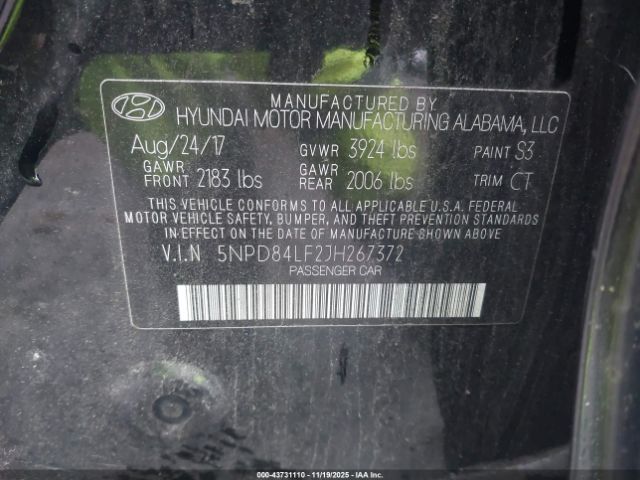 MANUFACTURED BY
HYUNDAI MOTOR MANUFACTURING ALABAMA, LLC
Aug/24/17 GVWR 3924 lbs PAINT S3
GAWR FRONT 2183 lbs GAWR REAR 2006 lbs TRIM CT
THIS VEHICLE CONFORMS TO ALL APPLICABLE U.S.A. FEDERAL
MOTOR VEHICLE SAFETY, BUMPER, AND THEFT PREVENTION STANDARDS
IN EFFECT ON THE DATE OF MANUFACTURE SHOWN ABOVE
V.I.N 5NPD84LF2JH267372
PASSENGER CAR
000-43731110 - 11/19/2025 - IAAI.COM